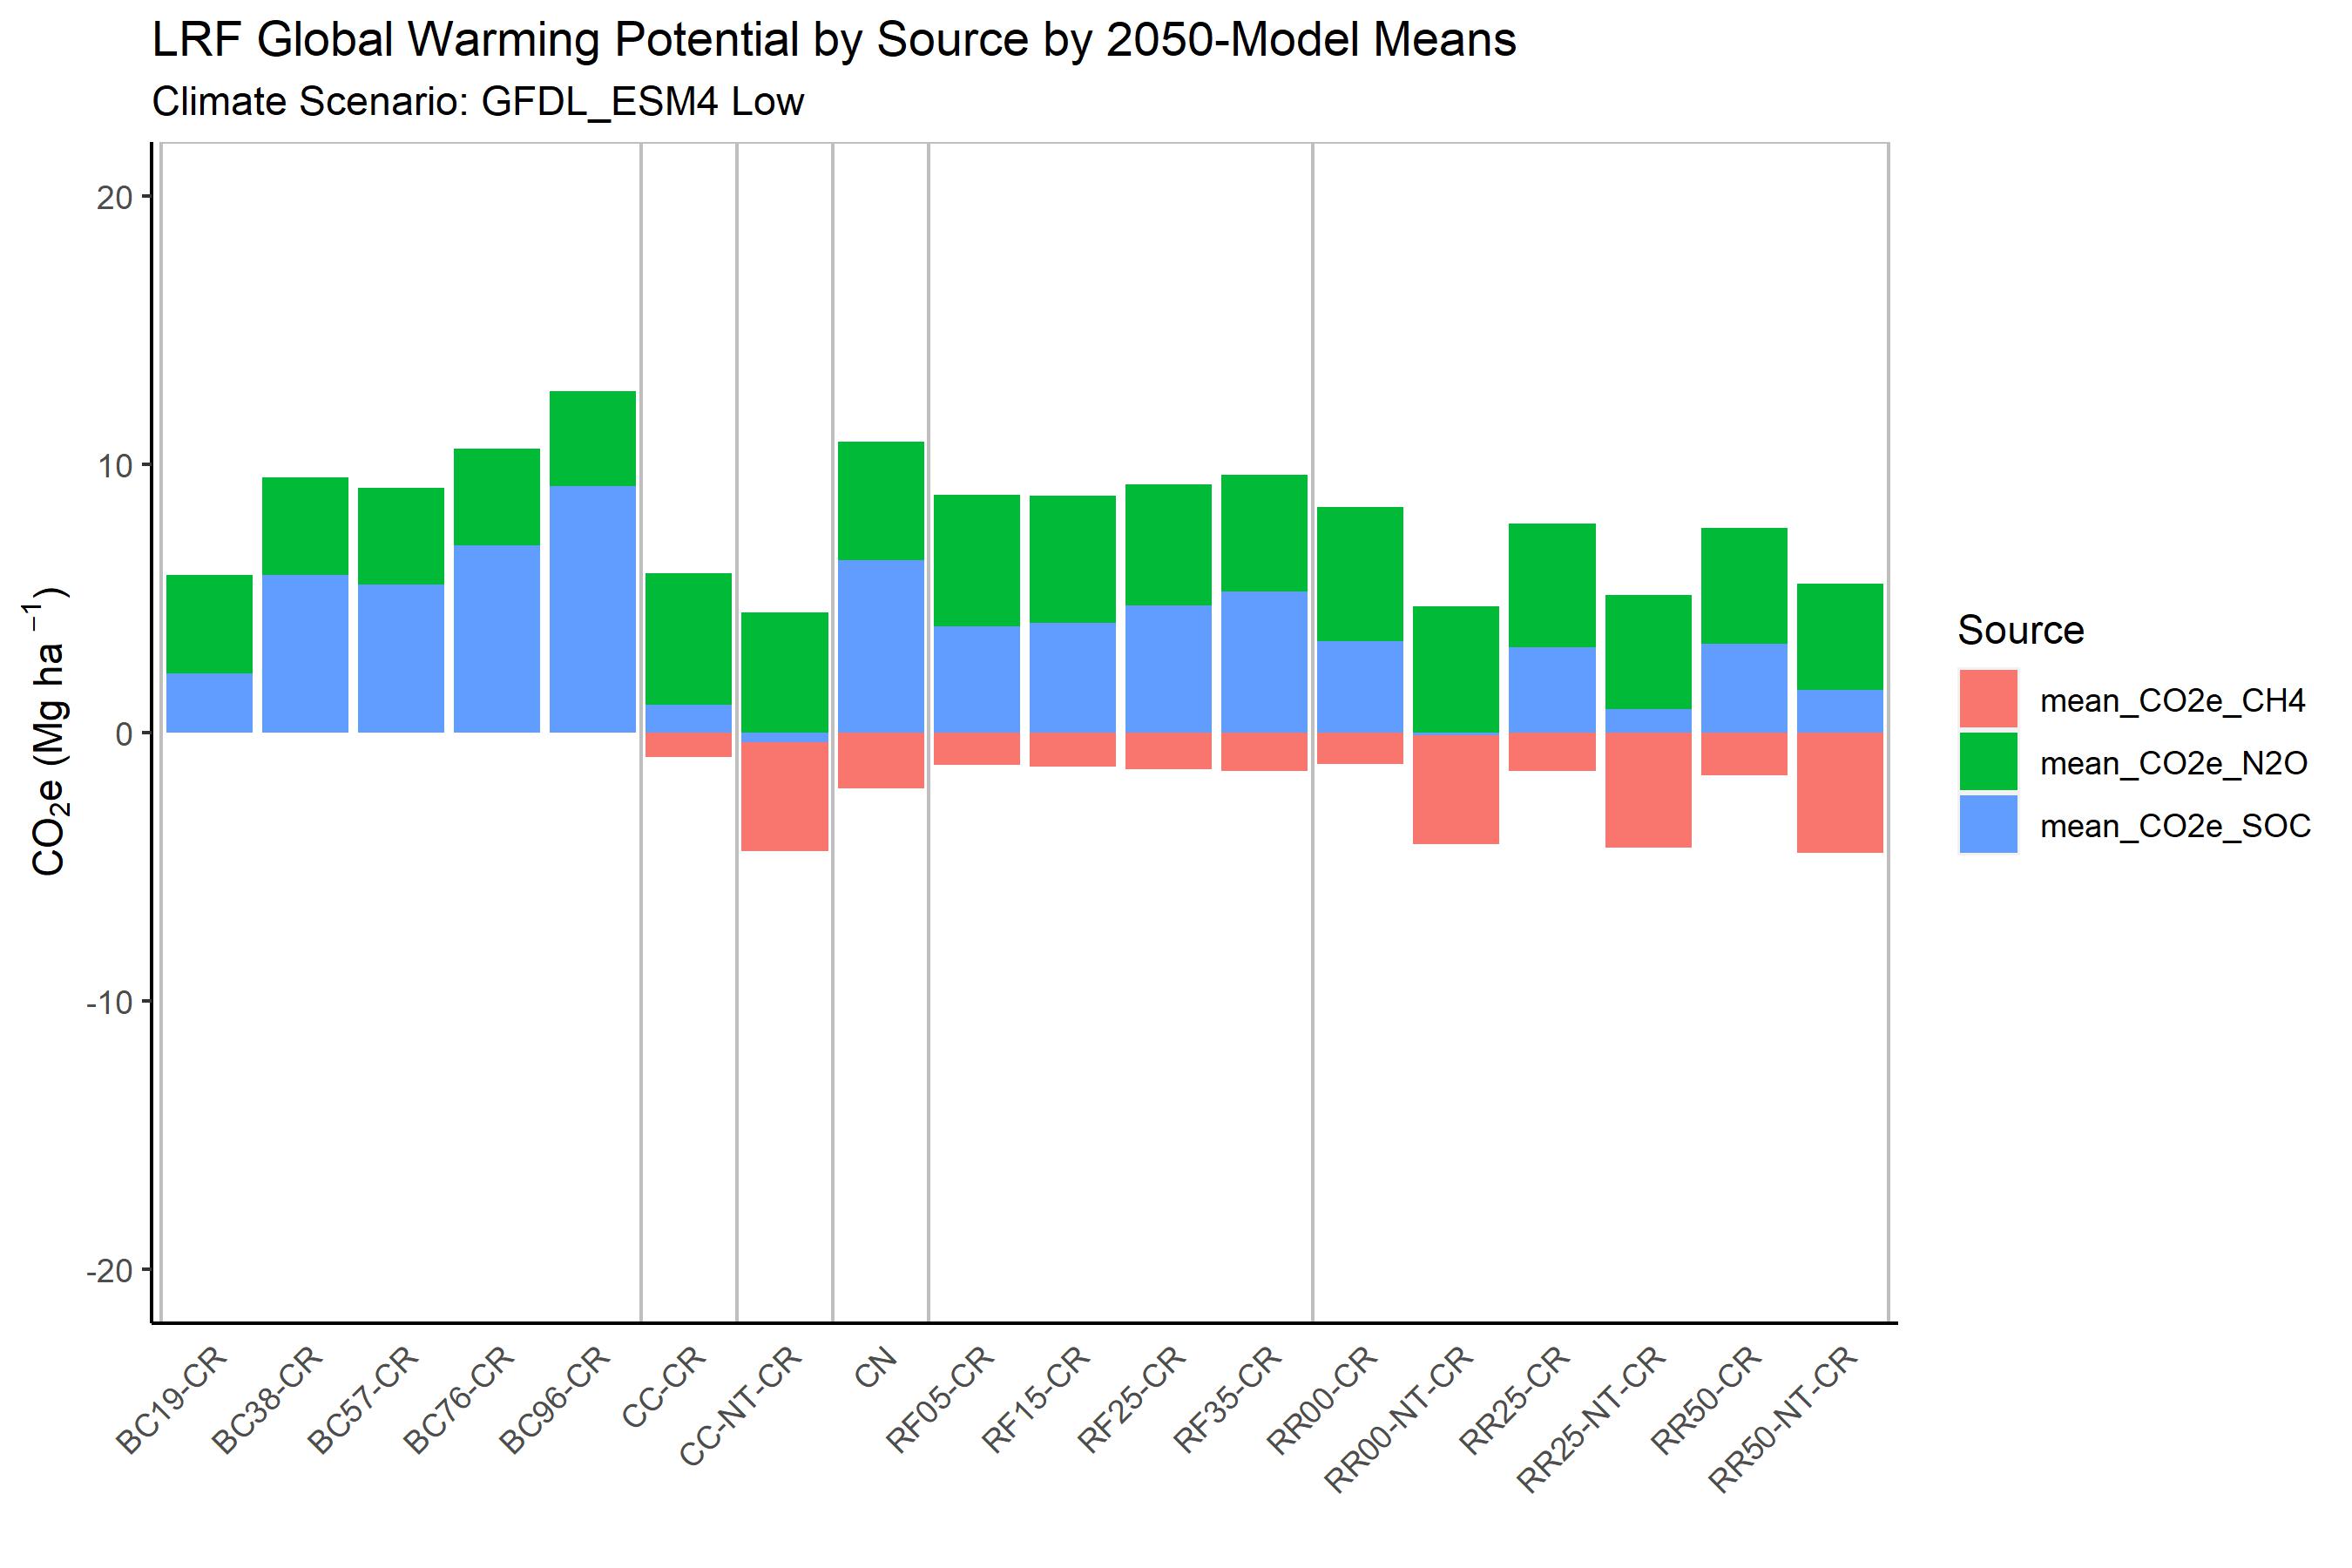 LRF Global Warming Potential by Source by 2050-Model Means
Climate Scenario: GFDL_ESM4 Low
CO₂e (Mg ha ⁻¹)
20
10
0
-10
-20
BC19-CR
BC38-CR
BC57-CR
BC76-CR
BC96-CR
CC-CR
CC-NT-CR
CN
RF05-CR
RF15-CR
RF25-CR
RF35-CR
RR00-CR
RR00-NT-CR
RR25-CR
RR25-NT-CR
RR50-CR
RR50-NT-CR
Source
mean_CO2e_CH4
mean_CO2e_N2O
mean_CO2e_SOC